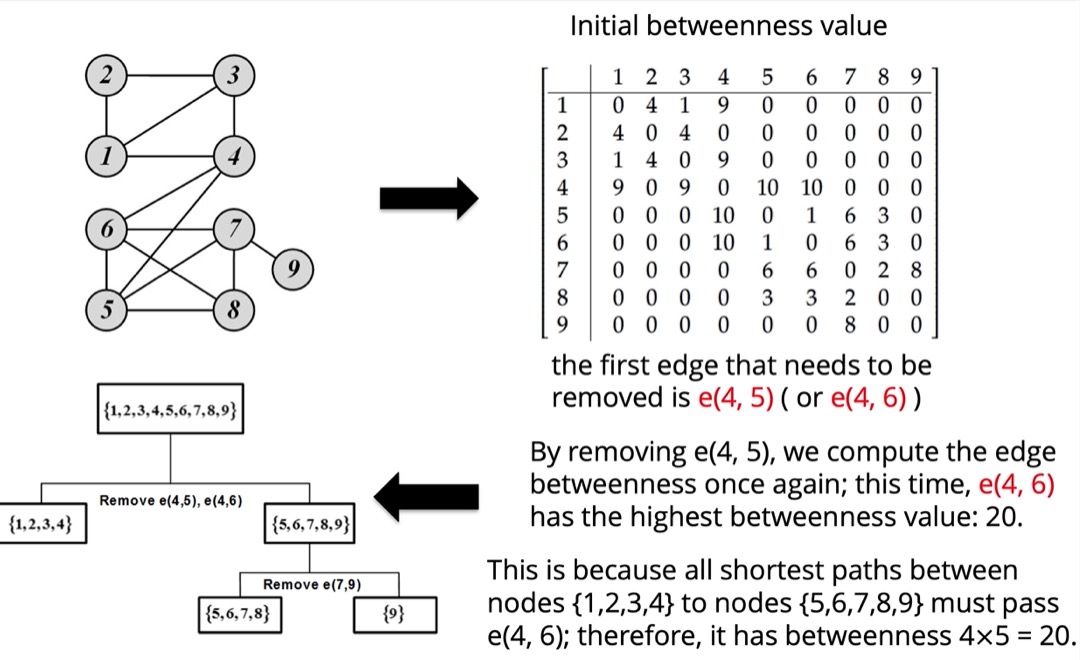 Initial betweenness value
2 3
1 4
6 7
9
5 8
1 2 3 4 5 6 7 8 9
1 0 4 1 9 0 0 0 0 0
2 4 0 4 0 0 0 0 0 0
3 1 4 0 9 0 0 0 0 0
4 9 0 9 0 10 10 0 0 0
5 0 0 0 10 0 1 6 3 0
6 0 0 0 10 1 0 6 3 0
7 0 0 0 0 6 6 0 2 8
8 0 0 0 0 3 3 2 0 0
9 0 0 0 0 0 0 8 0 0
the first edge that needs to be
removed is e(4, 5) ( or e(4, 6) )
By removing e(4, 5), we compute the edge
betweenness once again; this time, e(4, 6)
has the highest betweenness value: 20.
This is because all shortest paths between
nodes {1,2,3,4} to nodes {5,6,7,8,9} must pass
e(4, 6); therefore, it has betweenness 4×5 = 20.
{1,2,3,4,5,6,7,8,9}
Remove e(4,5), e(4,6)
{1,2,3,4} {5,6,7,8,9}
Remove e(7,9)
{5,6,7,8} {9}